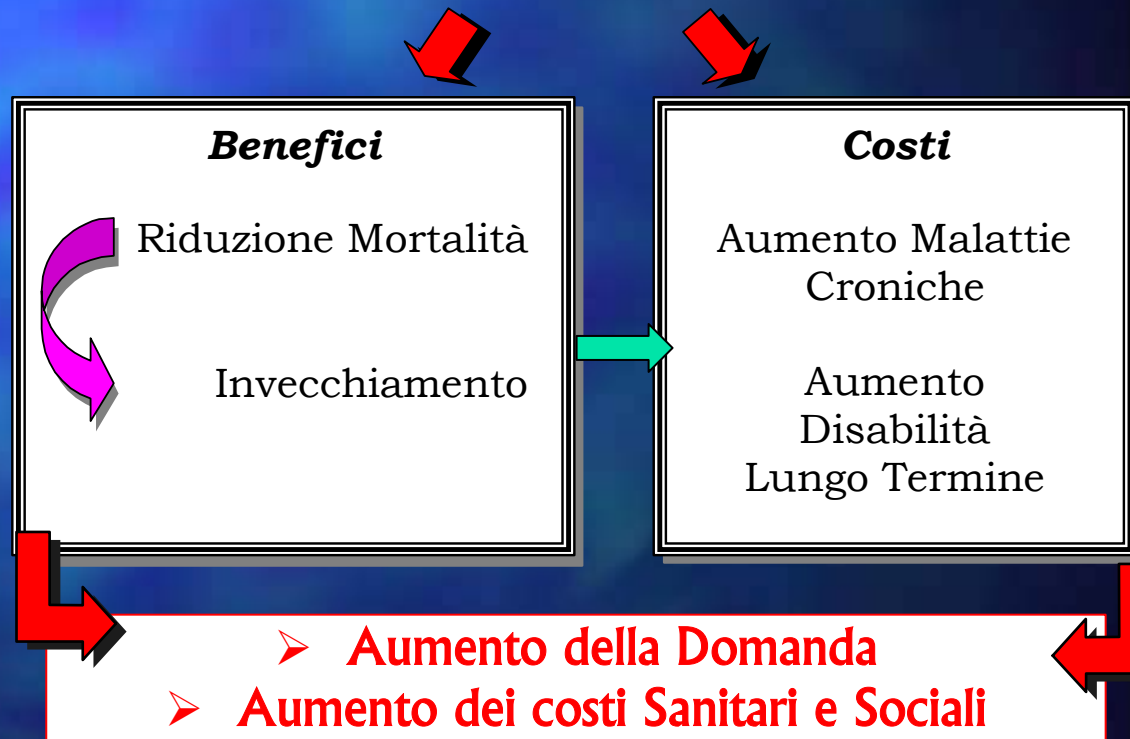 Benefici
Riduzione Mortalità
Invecchiamento
Costi
Aumento Malattie
Croniche
Aumento
Disabilità
Lungo Termine
➢ Aumento della Domanda
➢ Aumento dei costi Sanitari e Sociali